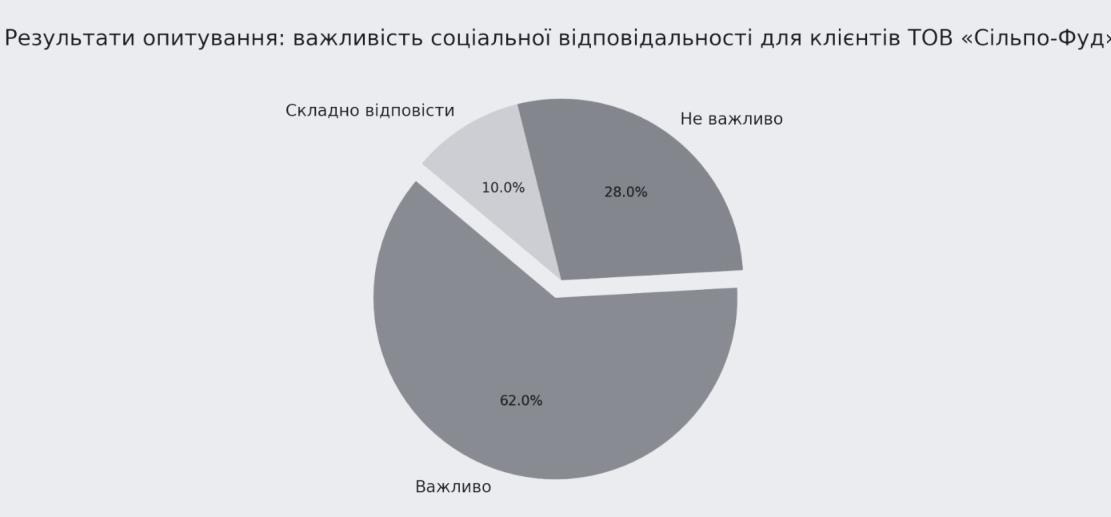 Результати опитування: важливість соціальної відповідальності для клієнтів ТОВ «Сільпо-Фуд»
Складно відповісти
Не важливо
10.0%
28.0%
62.0%
Важливо